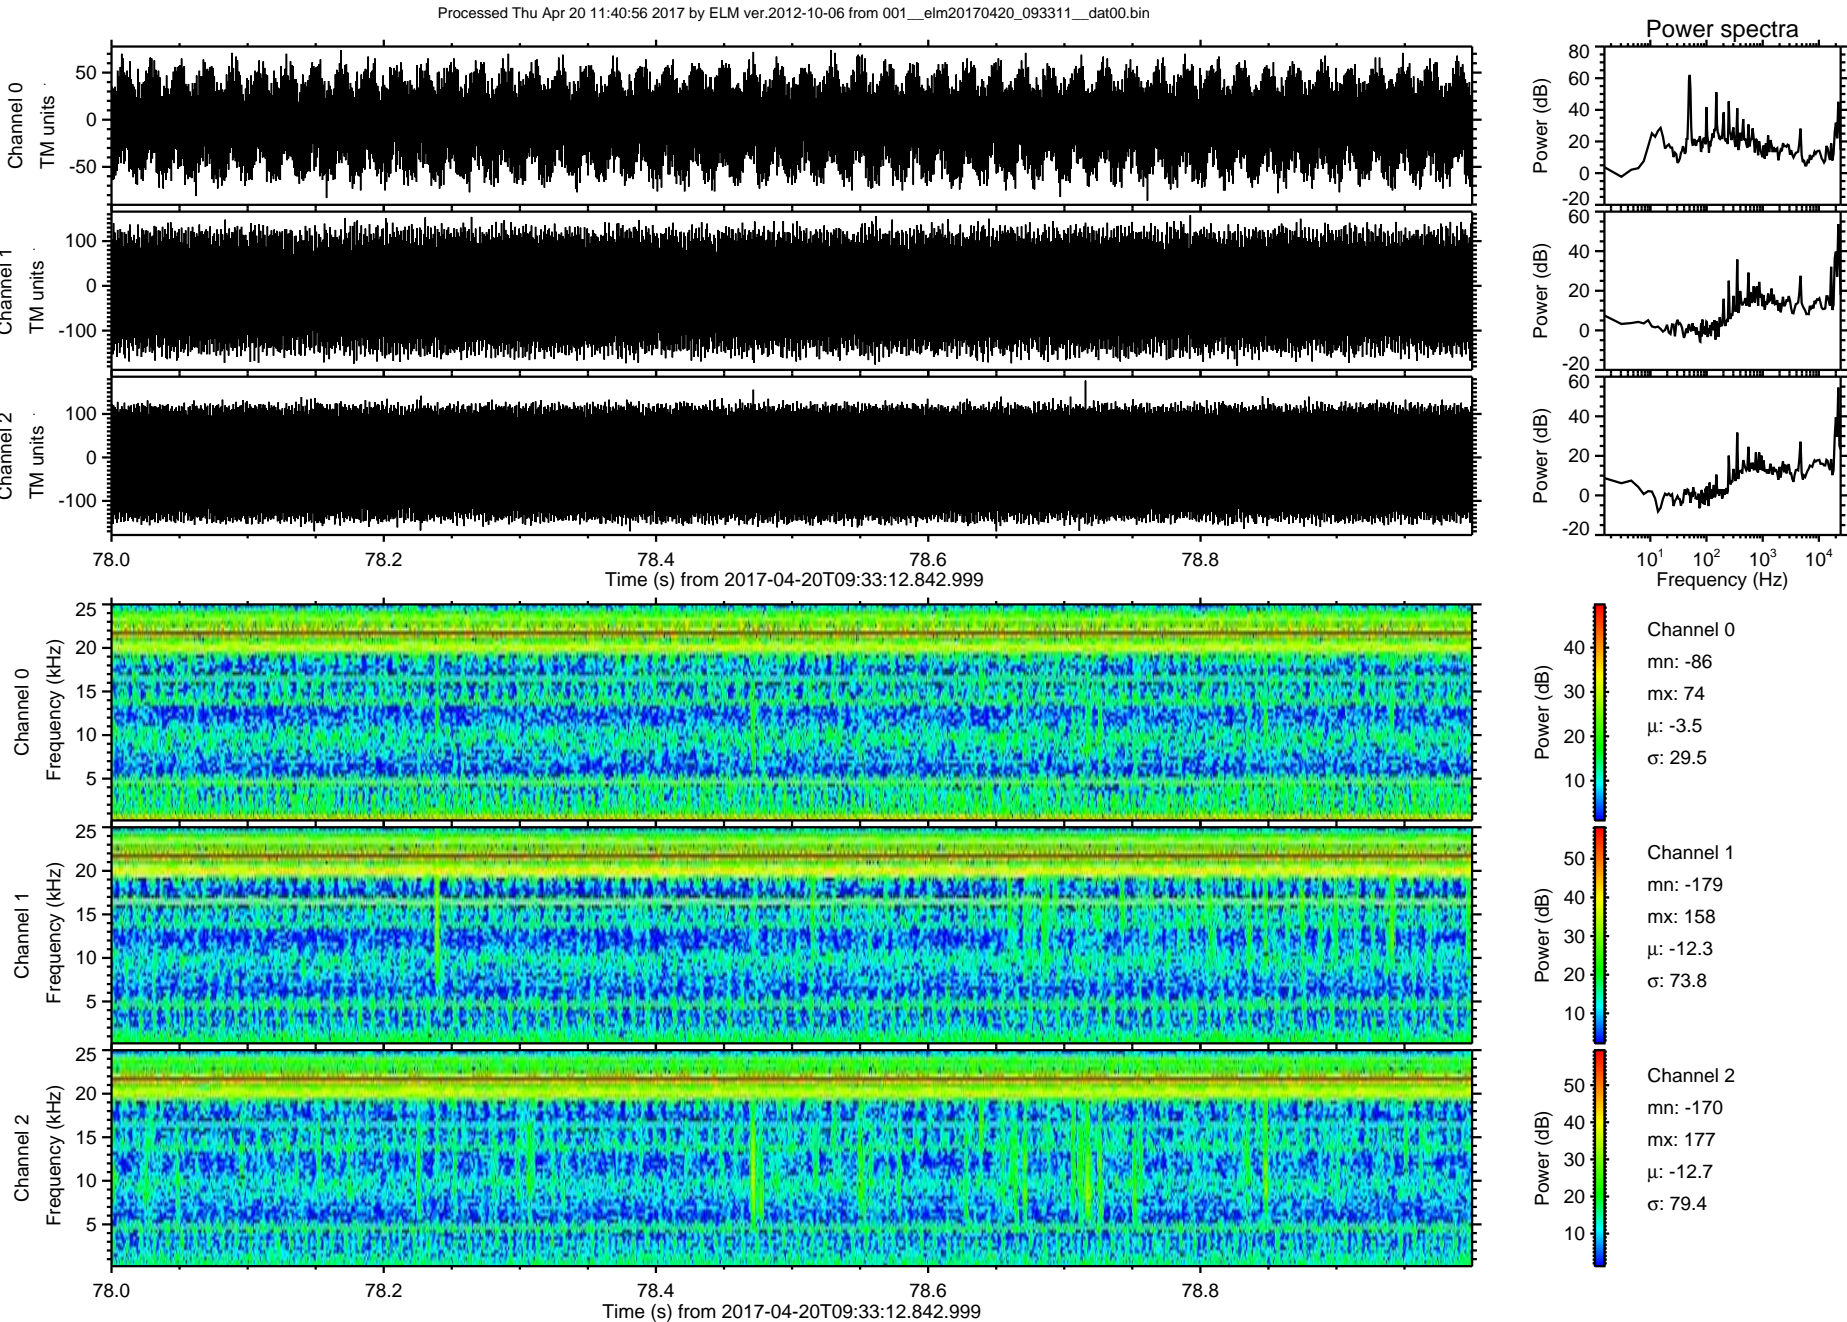 Processed Thu Apr 20 11:40:56 2017 by ELM ver.2012-10-06 from 001__elm20170420_093311__dat00.bin
Power spectra
Channel 0
TM units
50
0
-50
Power (dB)
80
60
40
20
0
-20
Channel 1
TM units
100
0
-100
Power (dB)
60
40
20
0
-20
Channel 2
TM units
100
0
-100
Power (dB)
60
40
20
0
-20
78.0 78.2 78.4 78.6 78.8
Time (s) from 2017-04-20T09:33:12.842.999
10^1 10^2 10^3 10^4
Frequency (Hz)
Channel 0
Frequency (kHz)
25
20
15
10
5
Power (dB)
40
30
20
10
Channel 0
mn: -86
mx: 74
μ: -3.5
σ: 29.5
Channel 1
Frequency (kHz)
25
20
15
10
5
Power (dB)
50
40
30
20
10
Channel 1
mn: -179
mx: 158
μ: -12.3
σ: 73.8
Channel 2
Frequency (kHz)
25
20
15
10
5
Power (dB)
50
40
30
20
10
Channel 2
mn: -170
mx: 177
μ: -12.7
σ: 79.4
78.0 78.2 78.4 78.6 78.8
Time (s) from 2017-04-20T09:33:12.842.999